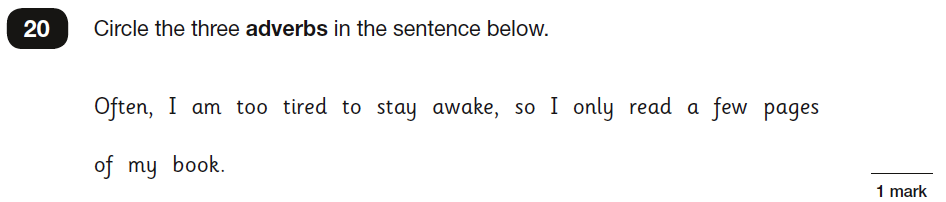 20 Circle the three adverbs in the sentence below.
Often, I am too tired to stay awake, so I only read a few pages
of my book.
1 mark